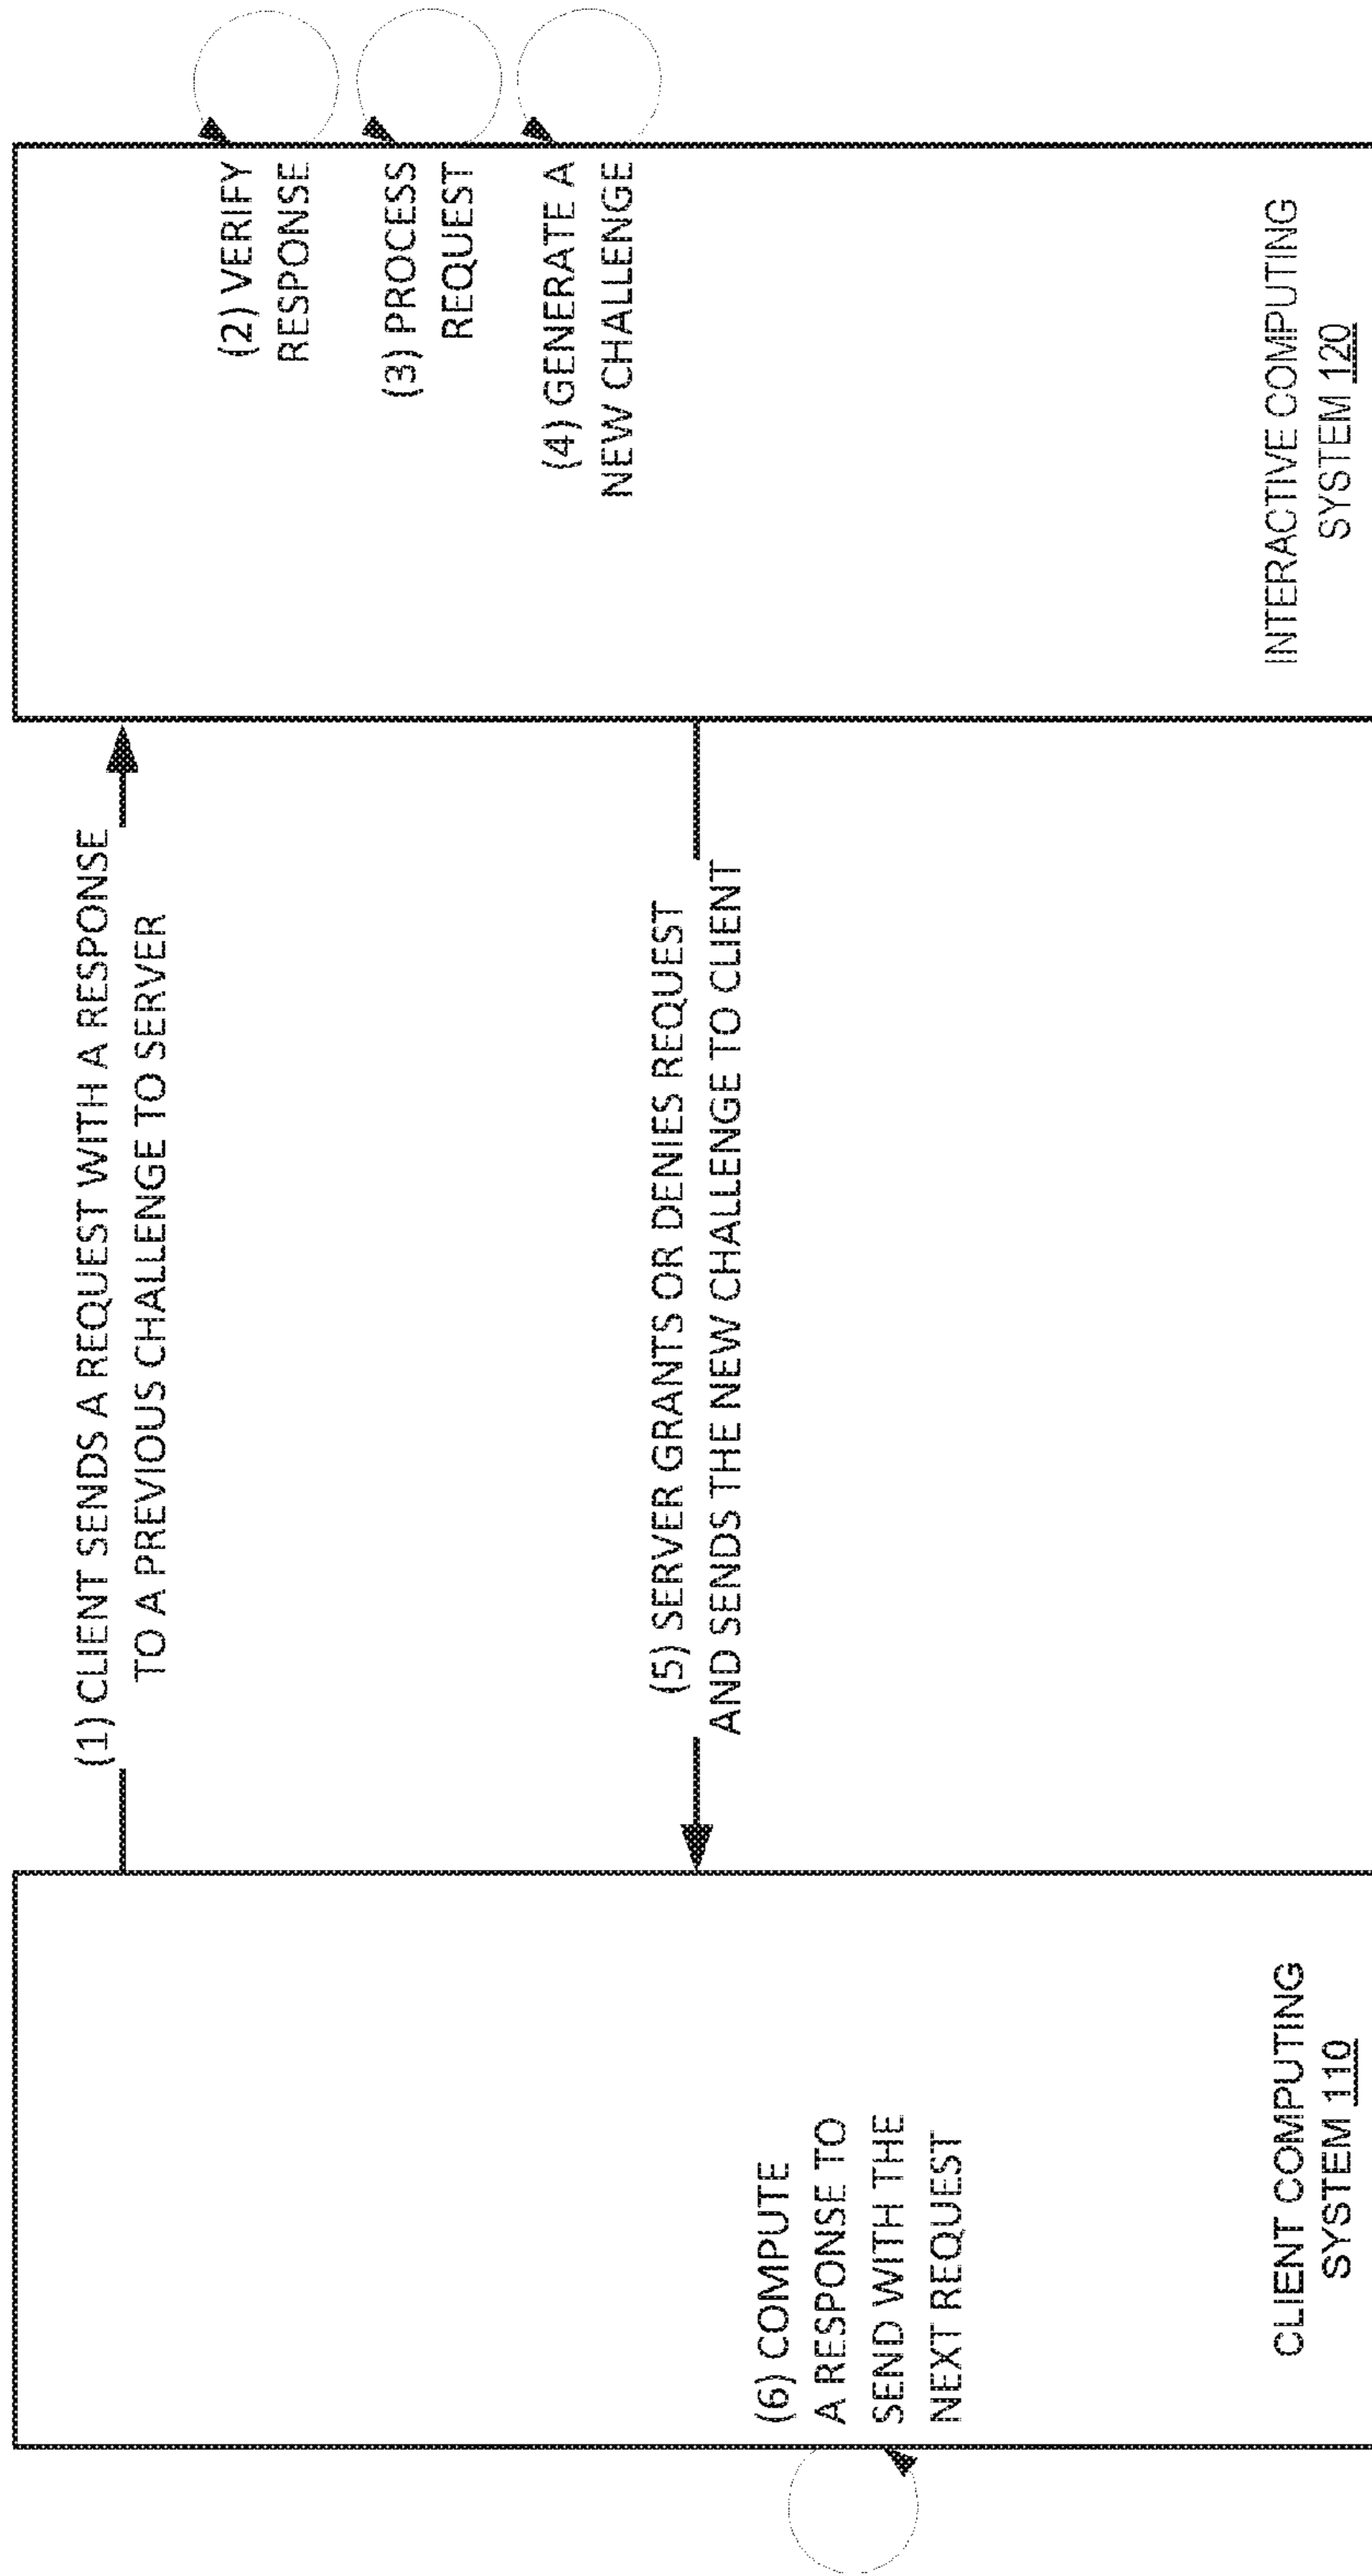 (1) CLIENT SENDS A REQUEST WITH A RESPONSE
TO A PREVIOUS CHALLENGE TO SERVER
(2) VERIFY
RESPONSE
(3) PROCESS
REQUEST
(4) GENERATE A
NEW CHALLENGE
(5) SERVER GRANTS OR DENIES REQUEST
AND SENDS THE NEW CHALLENGE TO CLIENT
(6) COMPUTE
A RESPONSE TO
SEND WITH THE
NEXT REQUEST
CLIENT COMPUTING
SYSTEM 110
INTERACTIVE COMPUTING
SYSTEM 120